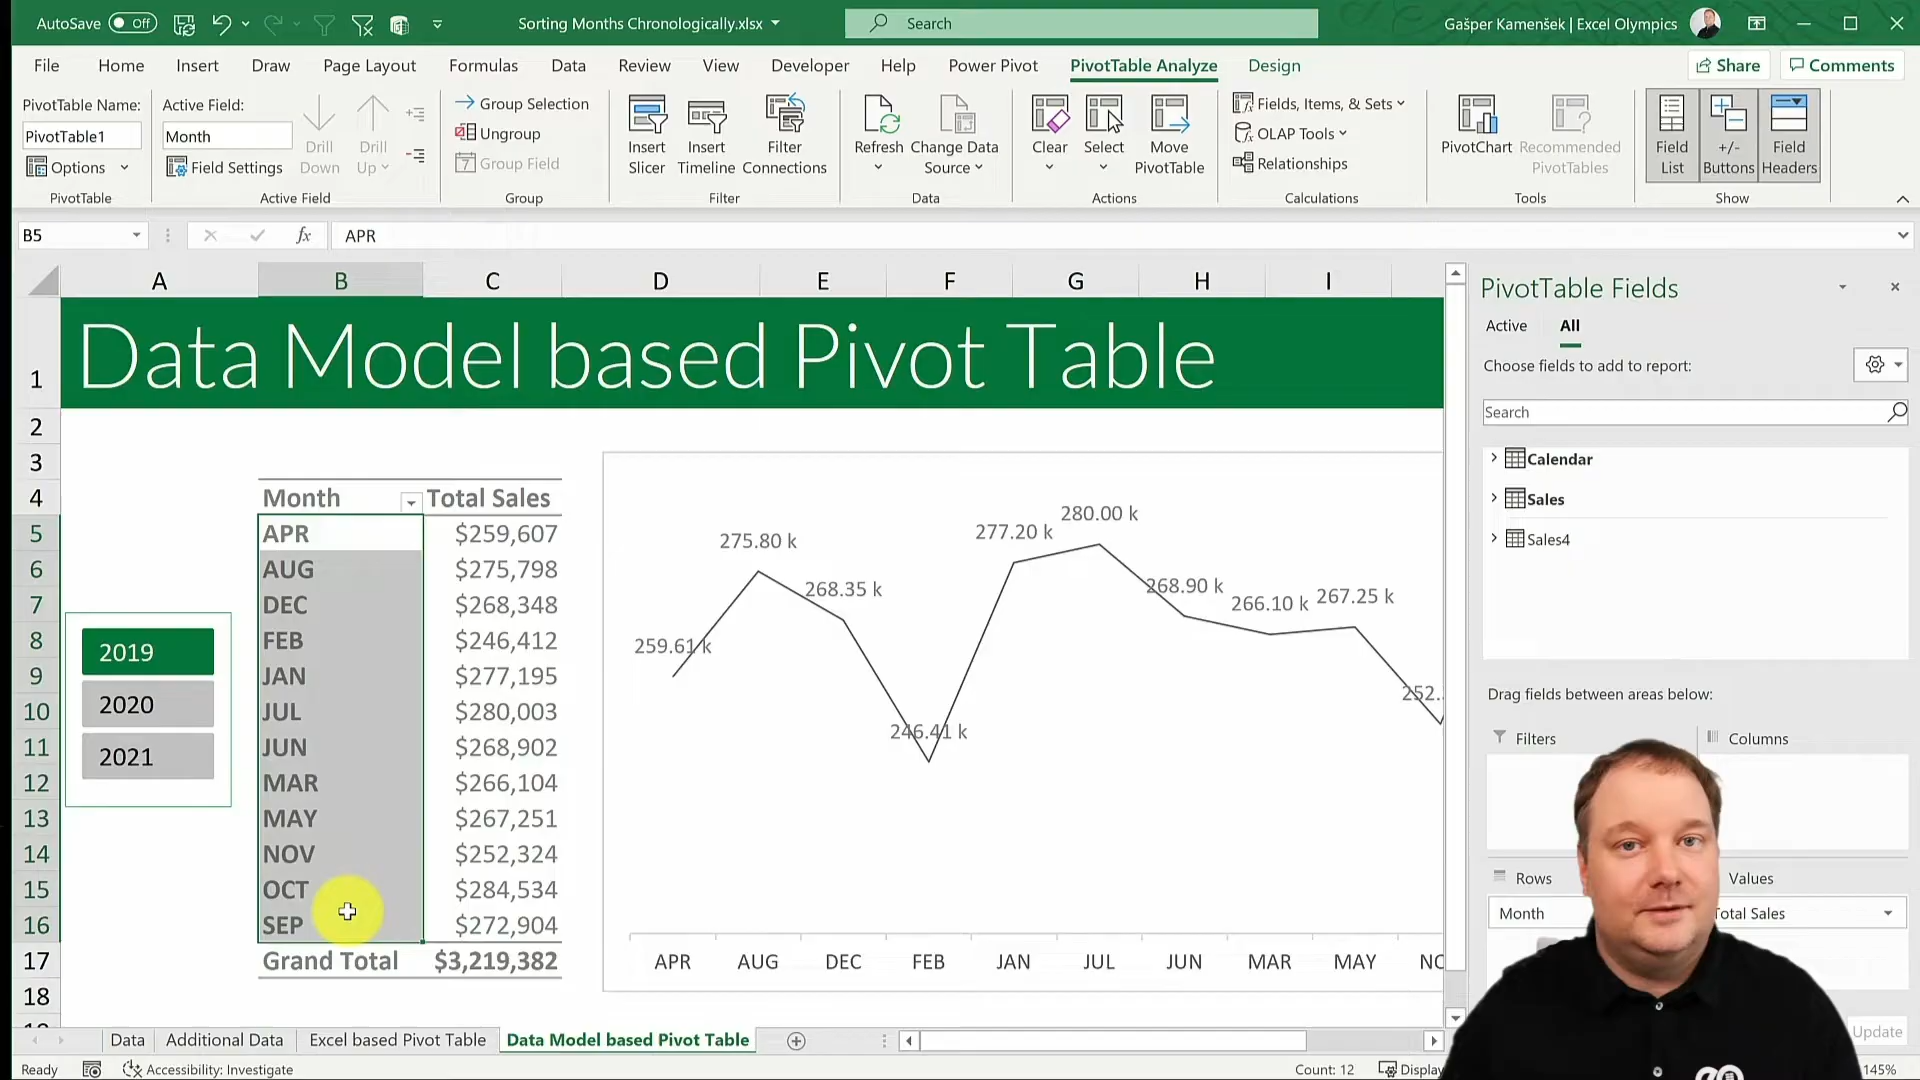 AutoSave Off Sorting Months Chronologically.xlsx Search Gašper Kamenšek | Excel Olympics
File Home Insert Draw Page Layout Formulas Data Review View Developer Help Power Pivot PivotTable Analyze Design Share Comments
PivotTable Name:
PivotTable1
Options
PivotTable
Active Field:
Month
Field Settings
Drill Down
Drill Up
Active Field
Group Selection
Ungroup
Group Field
Group
Insert Slicer
Insert Timeline
Filter Connections
Filter
Refresh
Change Data Source
Data
Clear
Select
Move PivotTable
Actions
Fields, Items, & Sets
OLAP Tools
Relationships
Calculations
PivotChart
Recommended PivotTables
Tools
Field List
+/- Buttons
Field Headers
Show
B5 fx APR
A B C D E F G H I
1 Data Model based Pivot Table
2
3
4 Month Total Sales
5 APR $259,607
6 AUG $275,798
7 DEC $268,348
8 FEB $246,412
9 JAN $277,195
10 JUL $280,003
11 JUN $268,902
12 MAR $266,104
13 MAY $267,251
14 NOV $252,324
15 OCT $284,534
16 SEP $272,904
17 Grand Total $3,219,382
18
2019
2020
2021
259.61 k
275.80 k
268.35 k
246.41 k
277.20 k
280.00 k
268.90 k
266.10 k
267.25 k
252.
APR AUG DEC FEB JAN JUL JUN MAR MAY NO
PivotTable Fields
Active All
Choose fields to add to report:
Search
Calendar
Sales
Sales4
Drag fields between areas below:
Filters Columns
Rows Values
Month Total Sales
Update
Data Additional Data Excel based Pivot Table Data Model based Pivot Table
Ready Accessibility: Investigate Count: 12 Display 145%